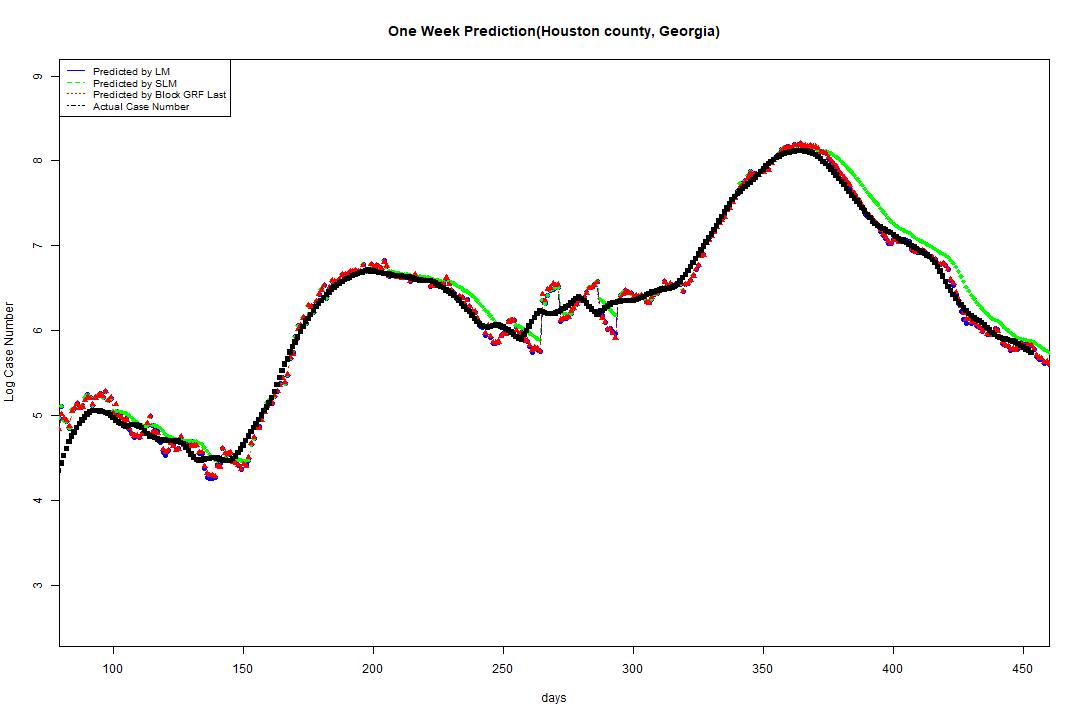 One Week Prediction(Houston county, Georgia)
Predicted by LM
Predicted by SLM
Predicted by Block GRF Last
Actual Case Number
9
8
7
6
5
4
3
Log Case Number
100 150 200 250 300 350 400 450
days